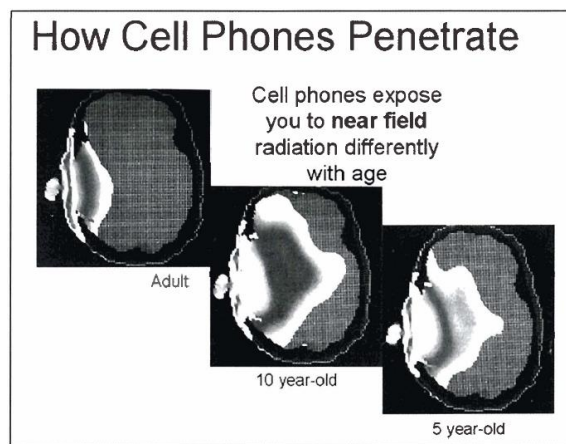 How Cell Phones Penetrate
Cell phones expose
you to near field
radiation differently
with age
Adult
10 year-old
5 year-old